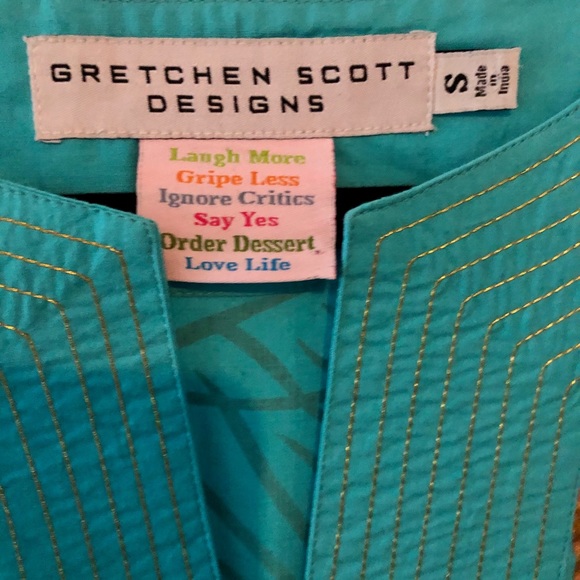 GRETCHEN SCOTT
DESIGNS
S
Made
in
India
Laugh More
Gripe Less
Ignore Critics
Say Yes
Order Dessert
Love Life